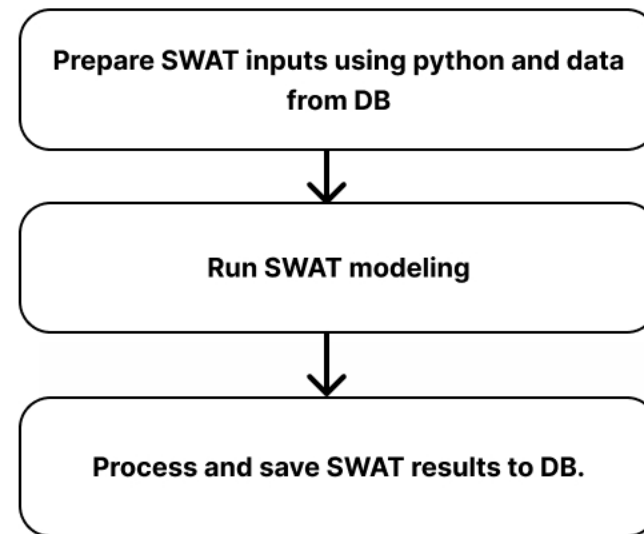 Prepare SWAT inputs using python and data
from DB
Run SWAT modeling
Process and save SWAT results to DB.